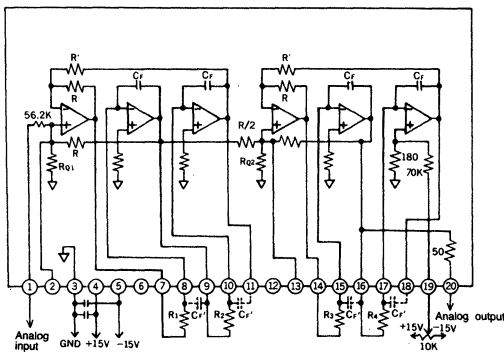 R' CF CF R' CF CF
R R
56.2K
R R/2
RQ1 RQ2 180
70K
50
1 2 3 4 5 6 7 8 9 10 11 12 13 14 15 16 17 18 19 20
R1 CF' R2 CF' R3 CF' R4 CF'
Analog input
GND +15V -15V
+15V -15V
10K
Analog output